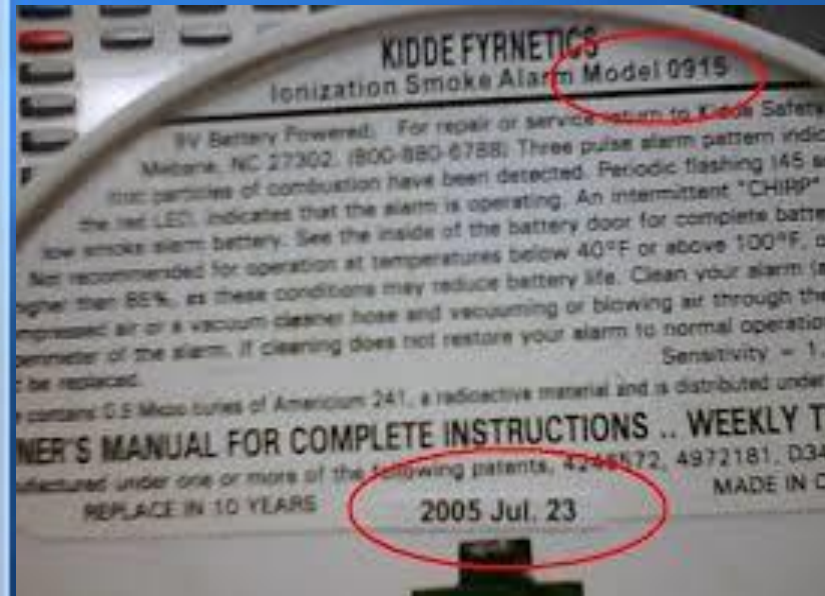 KIDDE FYRNETICS
Ionization Smoke Alarm Model 0915
9V Battery Powered. For repair or service return to Kidde Safety
Mebane, NC 27302. (800-880-6788) Three pulse alarm pattern indic
that particles of combustion have been detected. Periodic flashing (45 se
the red LED, indicates that the alarm is operating. An intermittent "CHIRP"
low smoke alarm battery. See the inside of the battery door for complete batte
Not recommended for operation at temperatures below 40°F or above 100°F, o
higher than 85%, as these conditions may reduce battery life. Clean your alarm (a
mpressed air or a vacuum cleaner hose and vacuuming or blowing air through the
perimeter of the alarm. If cleaning does not restore your alarm to normal operation
t be replaced.
Sensitivity = 1.
contains 0.5 Micro curies of Americium 241, a radioactive material and is distributed under
NER'S MANUAL FOR COMPLETE INSTRUCTIONS .. WEEKLY T
ufactured under one or more of the following patents, 4972181, D34
REPLACE IN 10 YEARS
2005 Jul. 23
MADE IN C